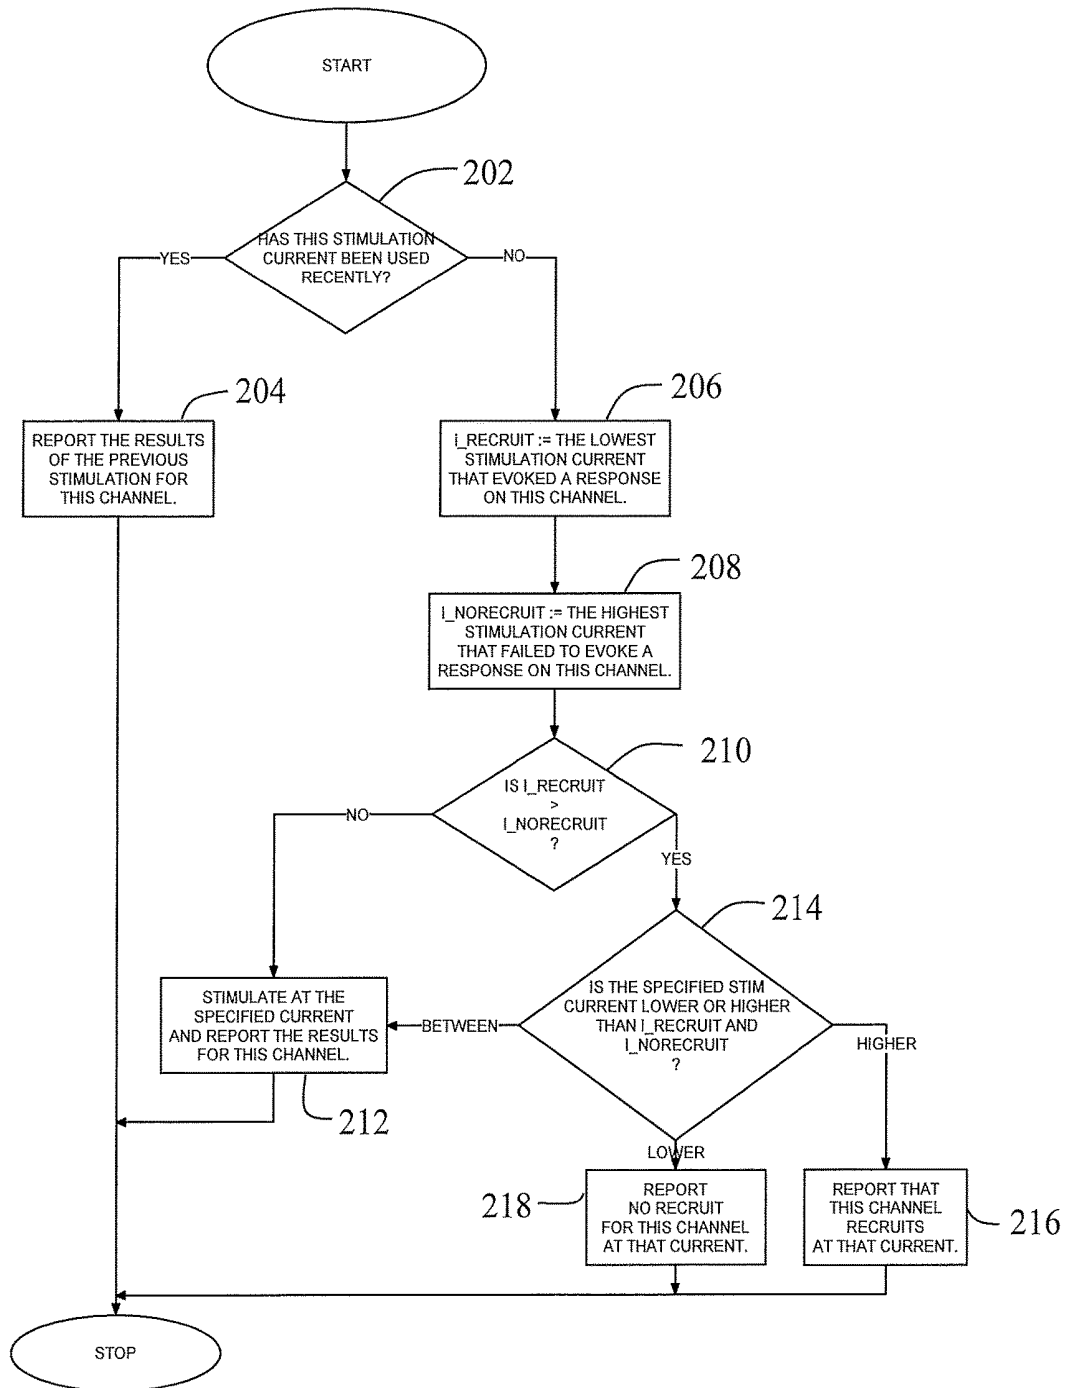 START
202
HAS THIS STIMULATION
CURRENT BEEN USED
RECENTLY?
YES
NO
204
REPORT THE RESULTS
OF THE PREVIOUS
STIMULATION FOR
THIS CHANNEL.
206
I_RECRUIT := THE LOWEST
STIMULATION CURRENT
THAT EVOKED A RESPONSE
ON THIS CHANNEL.
208
I_NORECRUIT := THE HIGHEST
STIMULATION CURRENT
THAT FAILED TO EVOKE A
RESPONSE ON THIS CHANNEL.
210
IS I_RECRUIT
>
I_NORECRUIT
?
NO
YES
214
IS THE SPECIFIED STIM
CURRENT LOWER OR HIGHER
THAN I_RECRUIT AND
I_NORECRUIT
?
BETWEEN
HIGHER
LOWER
STIMULATE AT THE
SPECIFIED CURRENT
AND REPORT THE RESULTS
FOR THIS CHANNEL.
212
218
REPORT
NO RECRUIT
FOR THIS CHANNEL
AT THAT CURRENT.
REPORT THAT
THIS CHANNEL
RECRUITS
AT THAT CURRENT.
216
STOP